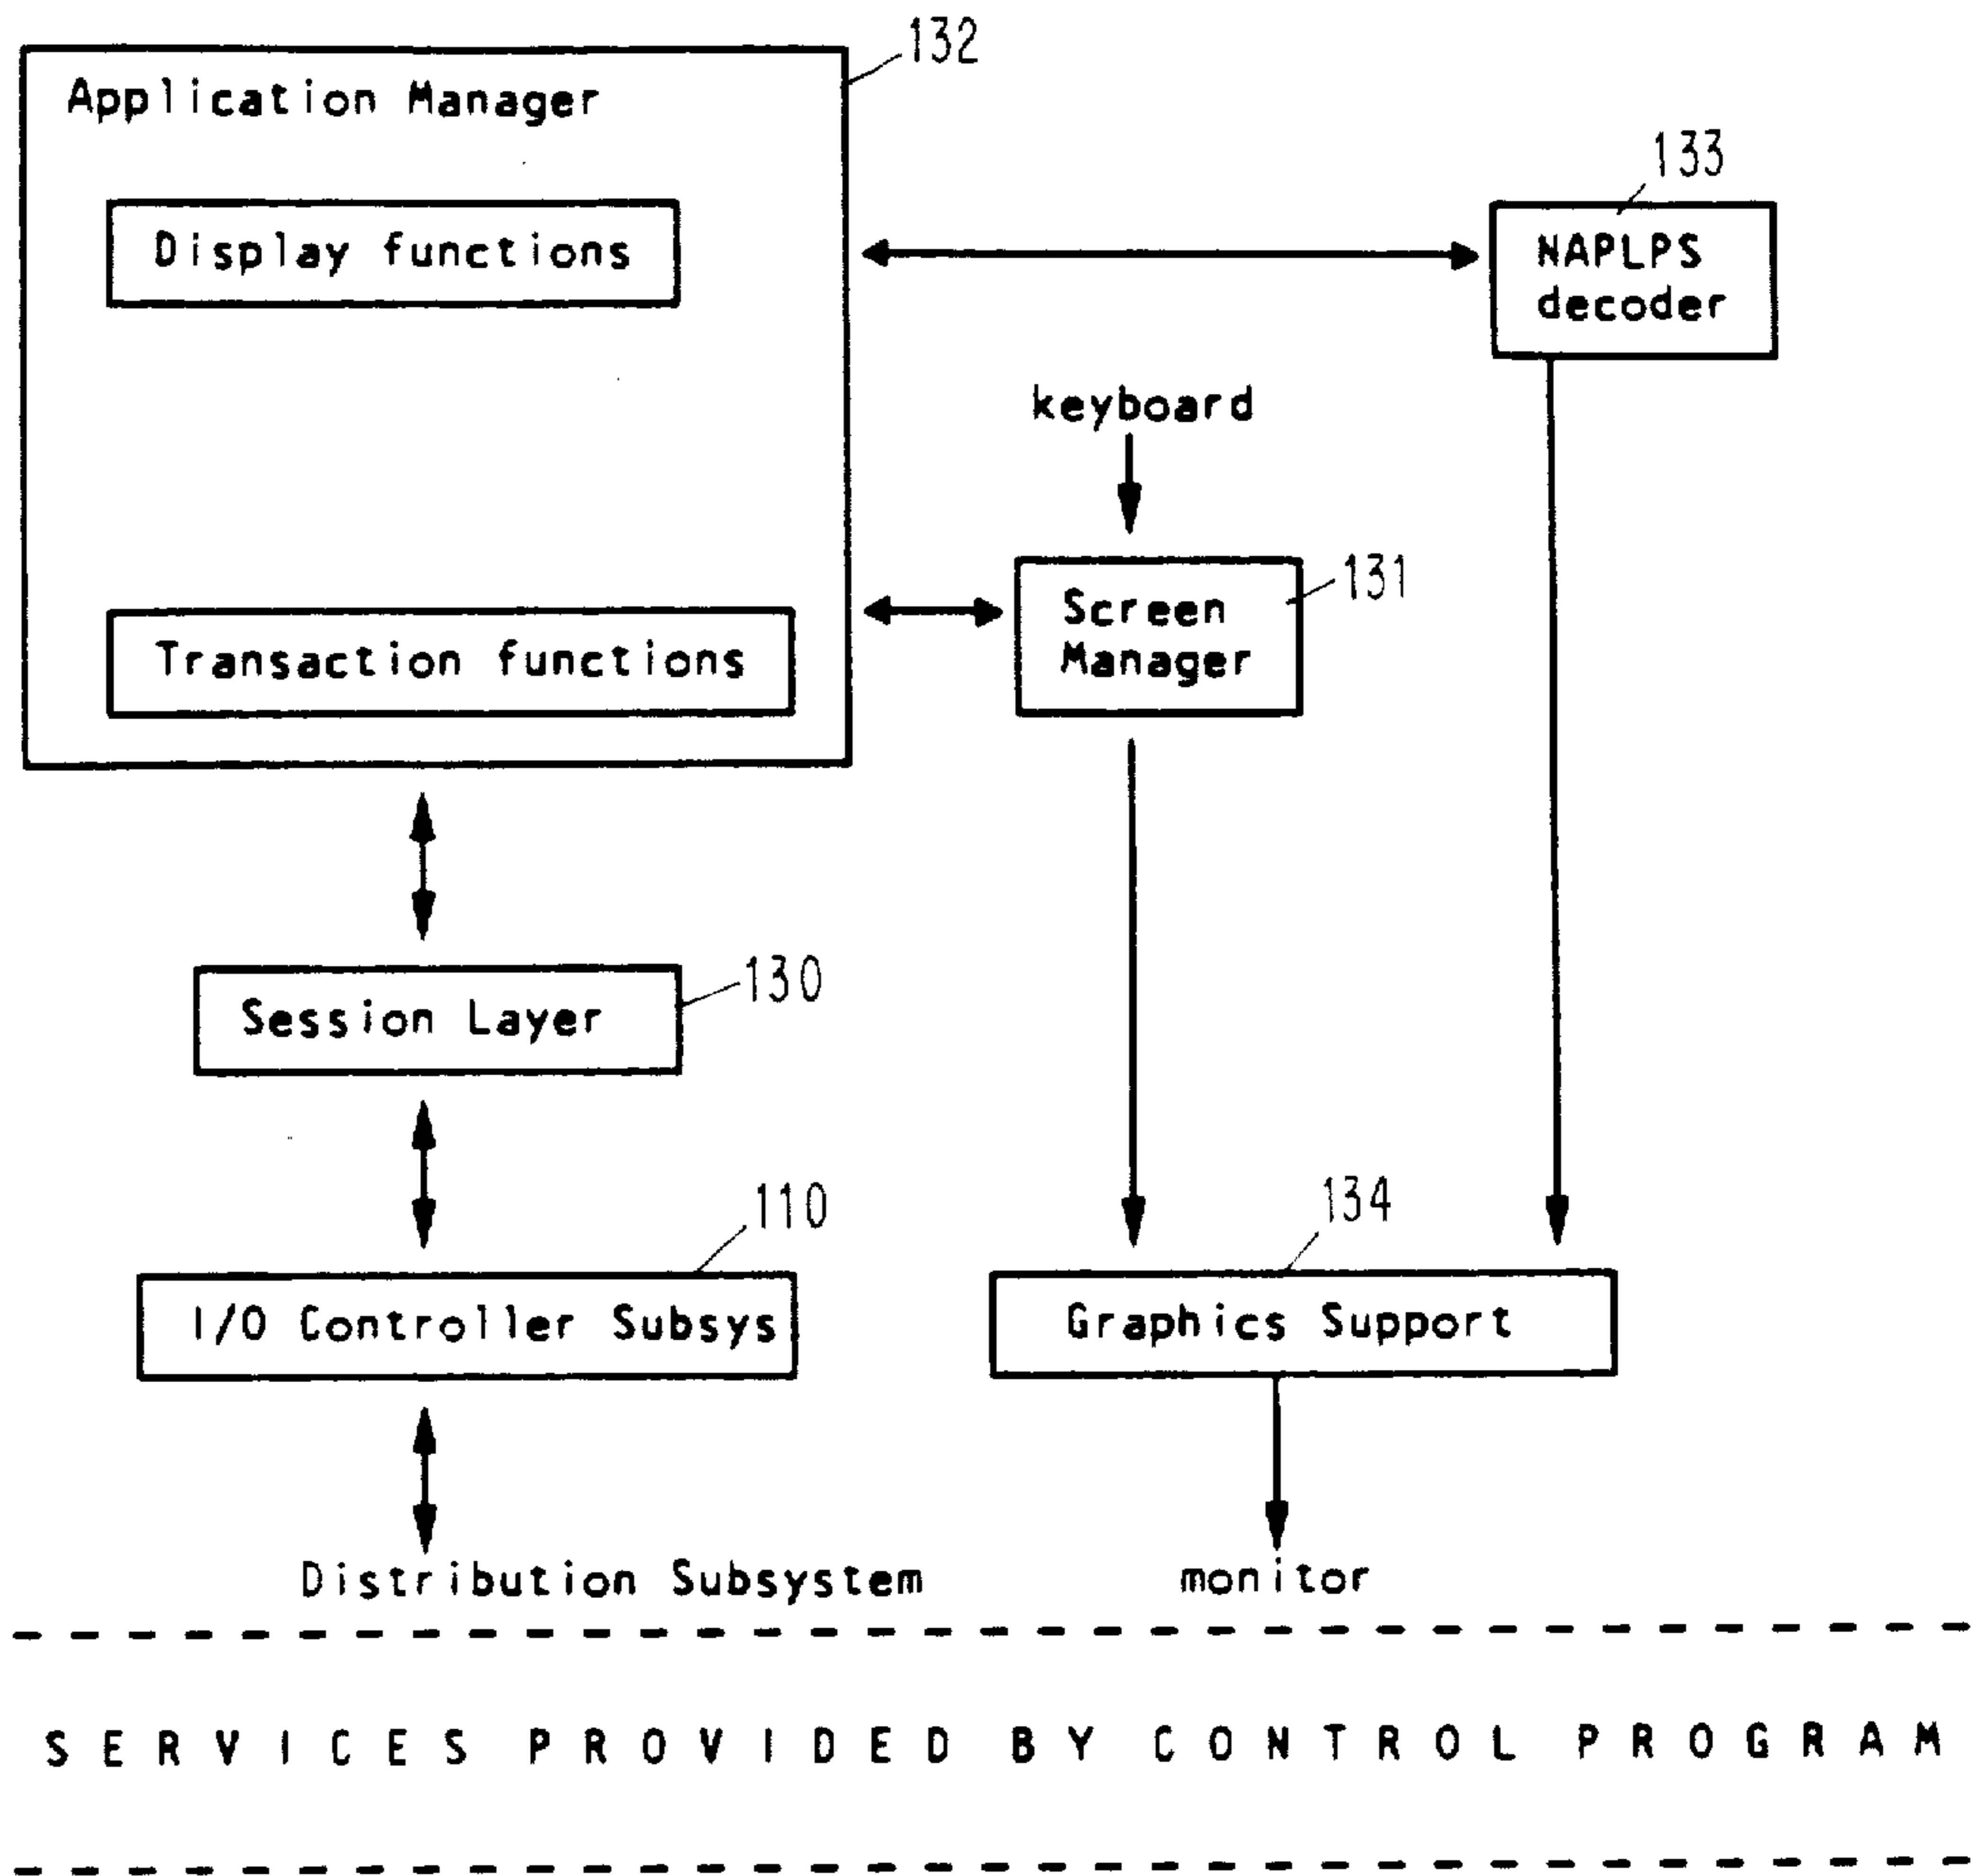 132
Application Manager
133
Display functions
NAPLPS
decoder
keyboard
131
Screen
Manager
Transaction functions
130
Session Layer
110
134
I/O Controller Subsys
Graphics Support
Distribution Subsystem
monitor
SERVICES PROVIDED BY CONTROL PROGRAM